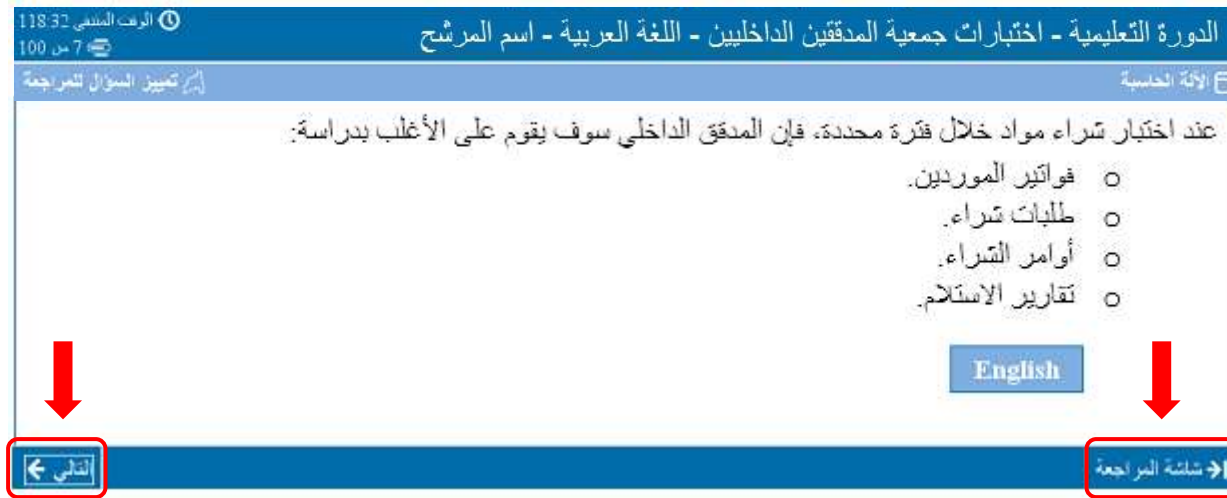 الدورة التعليمية - اختبارات جمعية المدققين الداخليين - اللغة العربية - اسم المرشح
الوقت المتبقي 118:32
7 من 100
الآلة الحاسبة
تمييز السؤال للمراجعة
عند اختبار شراء مواد خلال فترة محددة، فإن المدقق الداخلي سوف يقوم على الأغلب بدراسة:
o فواتير الموردين.
o طلبات شراء.
o أوامر الشراء.
o تقارير الاستلام.
English
شاشة المراجعة
التالي